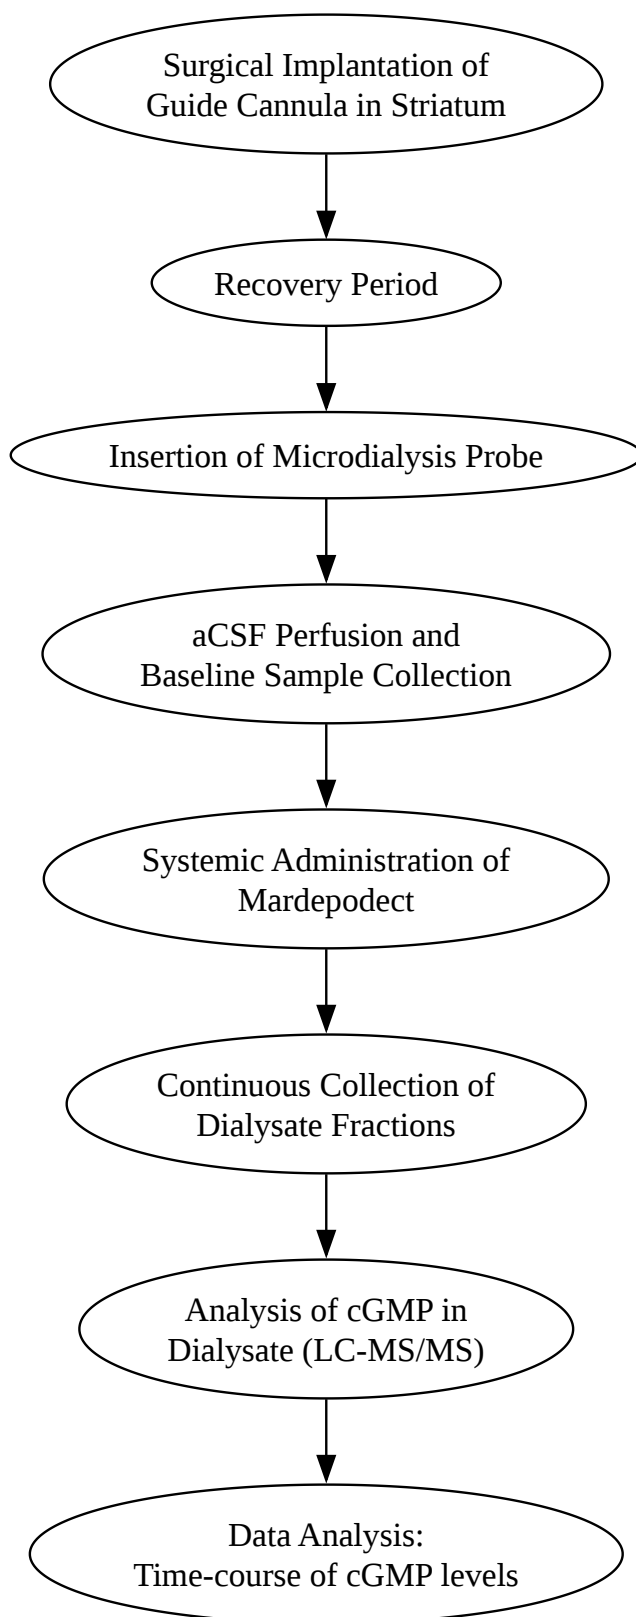 Surgical Implantation of
Guide Cannula in Striatum
Recovery Period
Insertion of Microdialysis Probe
aCSF Perfusion and
Baseline Sample Collection
Systemic Administration of
Mardepodect
Continuous Collection of
Dialysate Fractions
Analysis of cGMP in
Dialysate (LC-MS/MS)
Data Analysis:
Time-course of cGMP levels